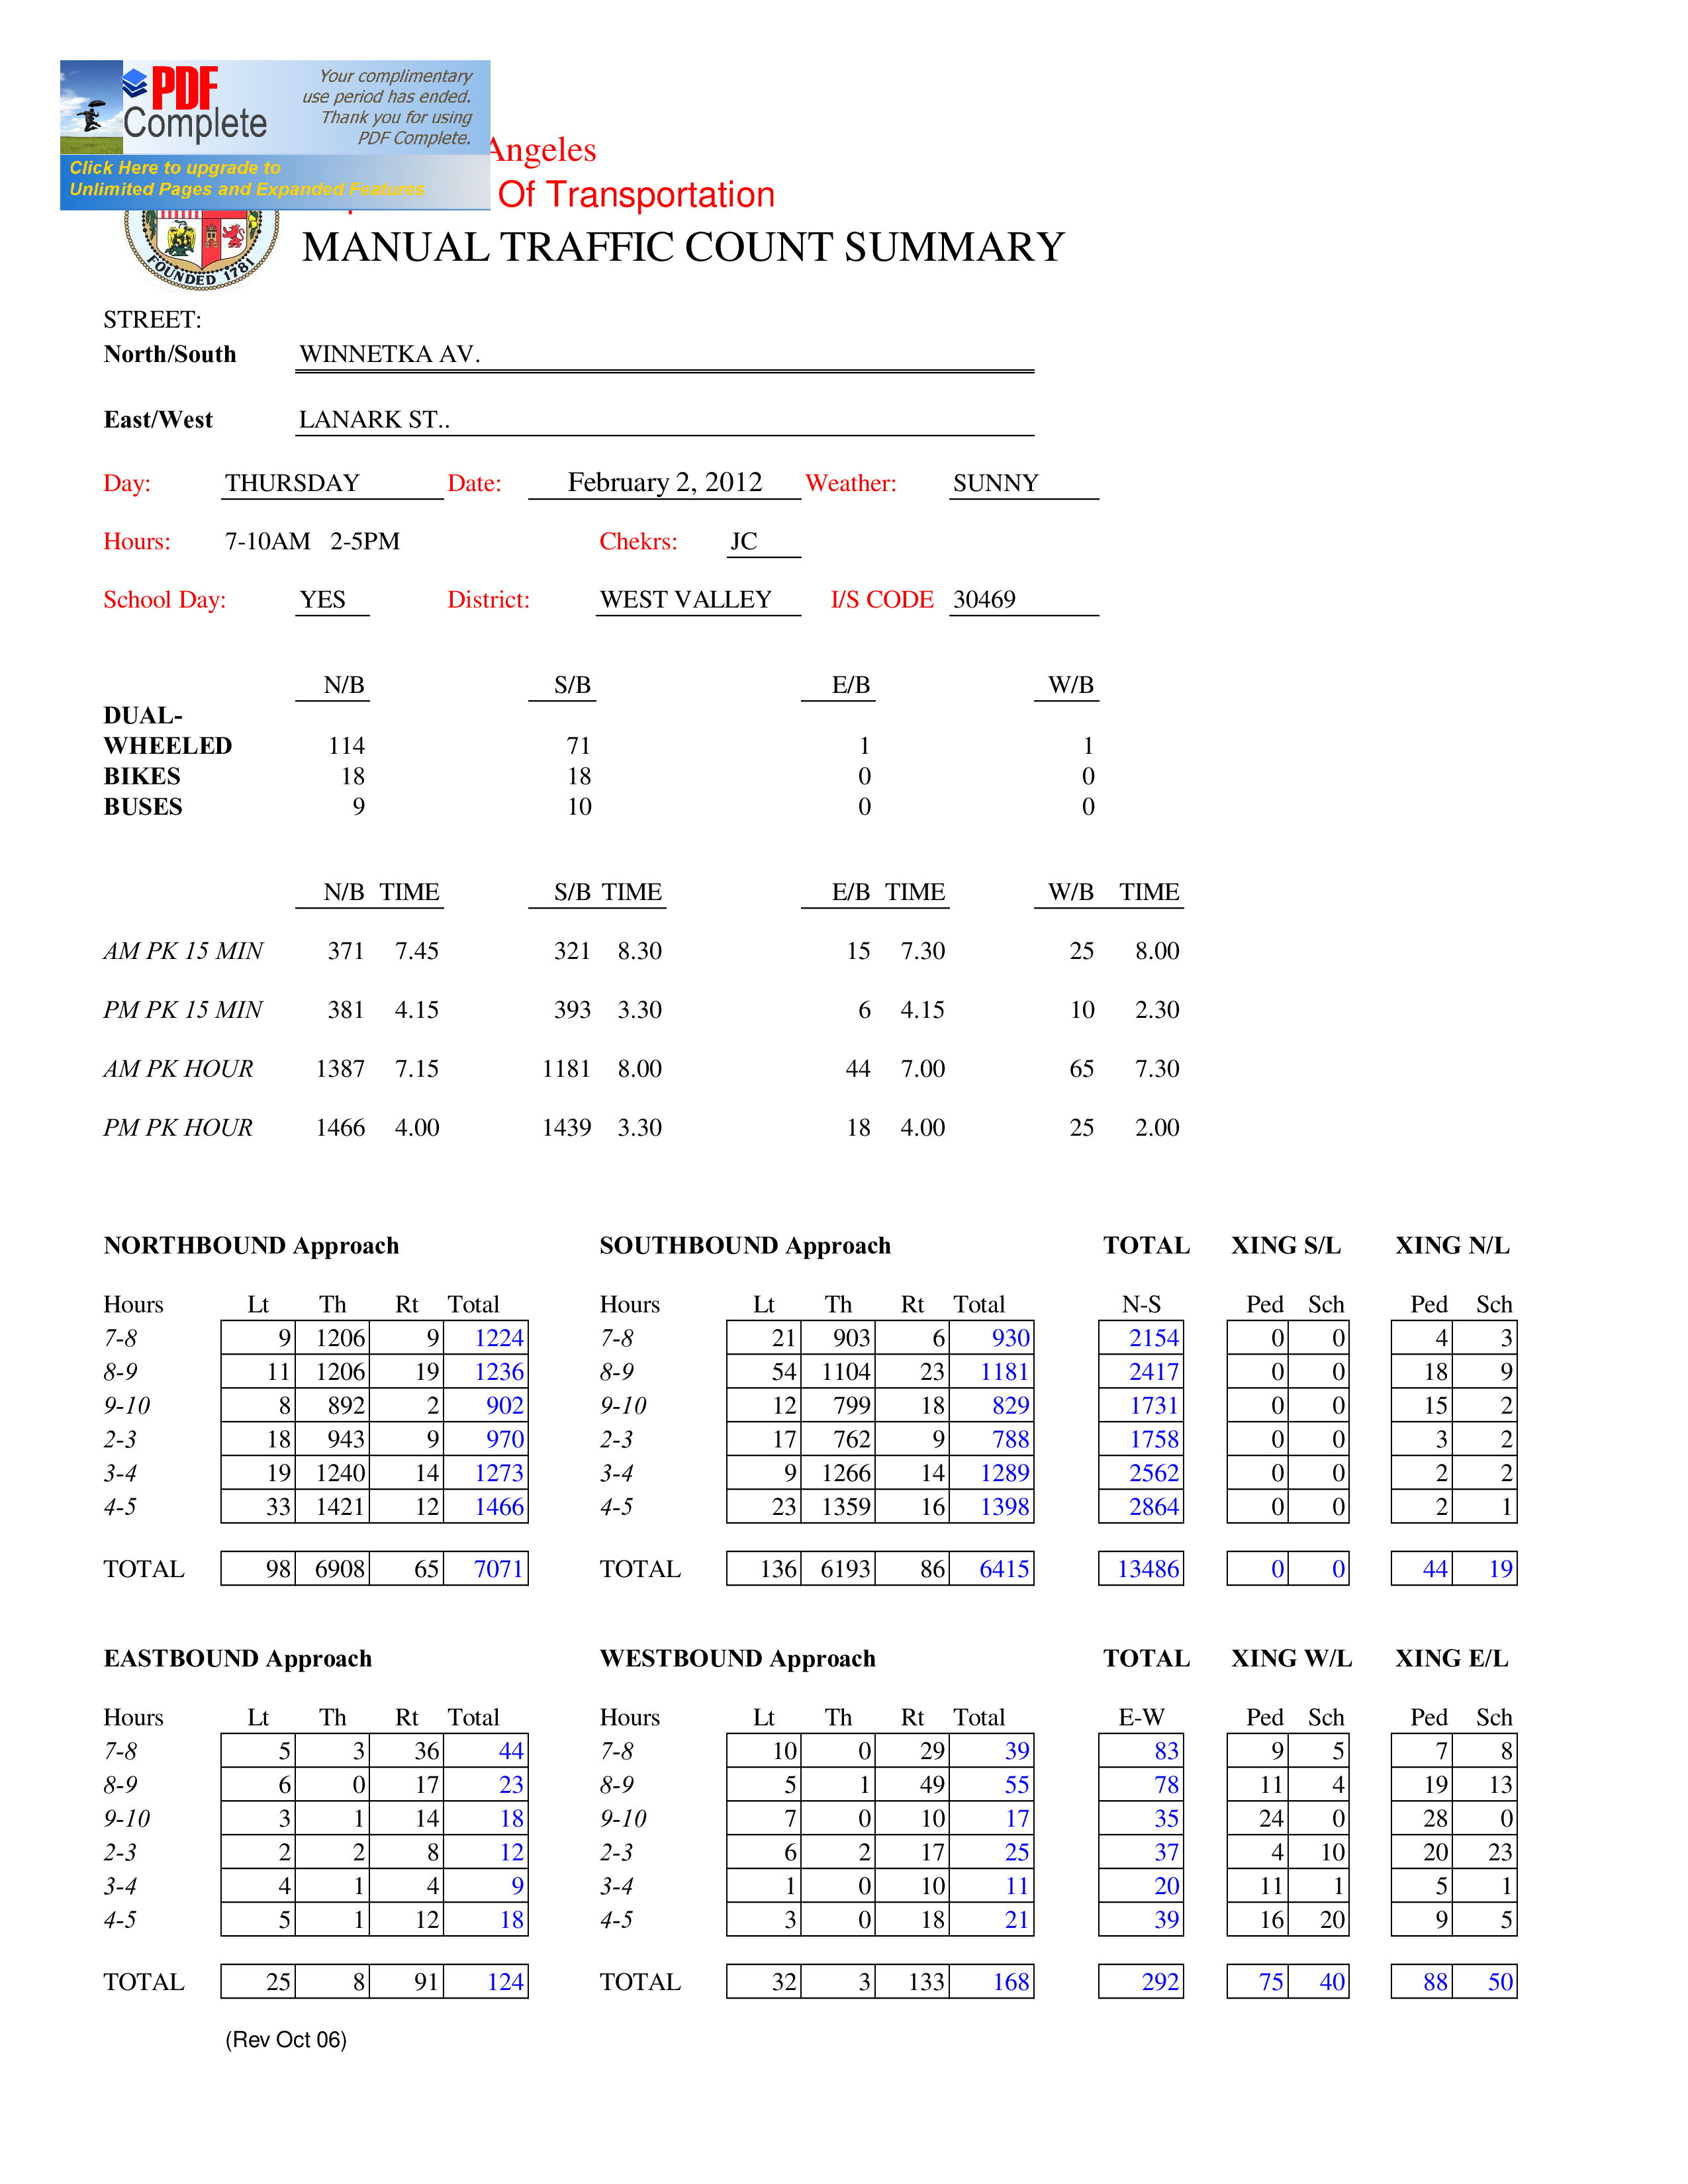 PDF Complete
Your complimentary
use period has ended.
Thank you for using
PDF Complete.
Click Here to upgrade to
Unlimited Pages and Expanded Features
Angeles
Of Transportation
FOUNDED 1781
MANUAL TRAFFIC COUNT SUMMARY
STREET:
North/South WINNETKA AV.
East/West LANARK ST..
Day: THURSDAY Date: February 2, 2012 Weather: SUNNY
Hours: 7-10AM 2-5PM Chekrs: JC
School Day: YES District: WEST VALLEY I/S CODE 30469
N/B S/B E/B W/B
DUAL-
WHEELED 114 71 1 1
BIKES 18 18 0 0
BUSES 9 10 0 0
N/B TIME S/B TIME E/B TIME W/B TIME
AM PK 15 MIN 371 7.45 321 8.30 15 7.30 25 8.00
PM PK 15 MIN 381 4.15 393 3.30 6 4.15 10 2.30
AM PK HOUR 1387 7.15 1181 8.00 44 7.00 65 7.30
PM PK HOUR 1466 4.00 1439 3.30 18 4.00 25 2.00
NORTHBOUND Approach SOUTHBOUND Approach TOTAL XING S/L XING N/L
Hours Lt Th Rt Total Hours Lt Th Rt Total N-S Ped Sch Ped Sch
7-8 9 1206 9 1224 7-8 21 903 6 930 2154 0 0 4 3
8-9 11 1206 19 1236 8-9 54 1104 23 1181 2417 0 0 18 9
9-10 8 892 2 902 9-10 12 799 18 829 1731 0 0 15 2
2-3 18 943 9 970 2-3 17 762 9 788 1758 0 0 3 2
3-4 19 1240 14 1273 3-4 9 1266 14 1289 2562 0 0 2 2
4-5 33 1421 12 1466 4-5 23 1359 16 1398 2864 0 0 2 1
TOTAL 98 6908 65 7071 TOTAL 136 6193 86 6415 13486 0 0 44 19
EASTBOUND Approach WESTBOUND Approach TOTAL XING W/L XING E/L
Hours Lt Th Rt Total Hours Lt Th Rt Total E-W Ped Sch Ped Sch
7-8 5 3 36 44 7-8 10 0 29 39 83 9 5 7 8
8-9 6 0 17 23 8-9 5 1 49 55 78 11 4 19 13
9-10 3 1 14 18 9-10 7 0 10 17 35 24 0 28 0
2-3 2 2 8 12 2-3 6 2 17 25 37 4 10 20 23
3-4 4 1 4 9 3-4 1 0 10 11 20 11 1 5 1
4-5 5 1 12 18 4-5 3 0 18 21 39 16 20 9 5
TOTAL 25 8 91 124 TOTAL 32 3 133 168 292 75 40 88 50
(Rev Oct 06)